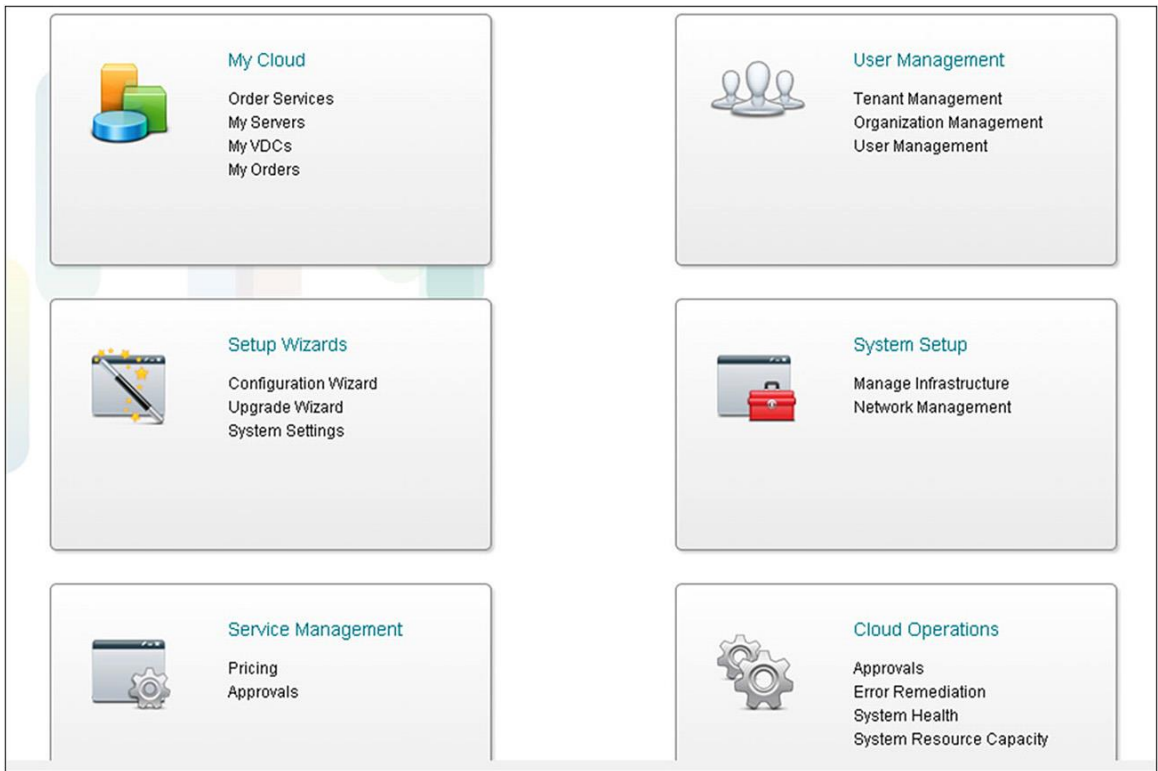 My Cloud
Order Services
My Servers
My VDCs
My Orders
User Management
Tenant Management
Organization Management
User Management
Setup Wizards
Configuration Wizard
Upgrade Wizard
System Settings
System Setup
Manage Infrastructure
Network Management
Service Management
Pricing
Approvals
Cloud Operations
Approvals
Error Remediation
System Health
System Resource Capacity